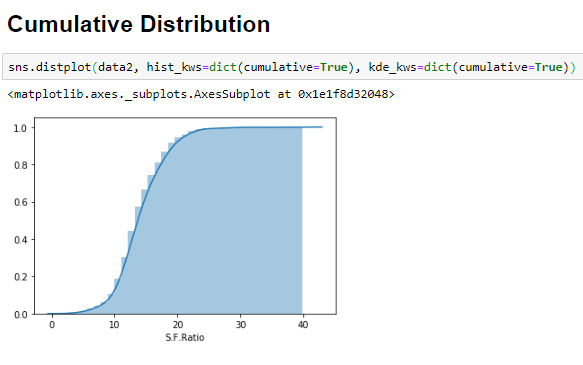 Cumulative Distribution
sns.distplot(data2, hist_kws=dict(cumulative=True), kde_kws=dict(cumulative=True))
<matplotlib.axes._subplots.AxesSubplot at 0x1e1f8d32048>
1.0
0.8
0.6
0.4
0.2
0.0
0 10 20 30 40
S.F.Ratio